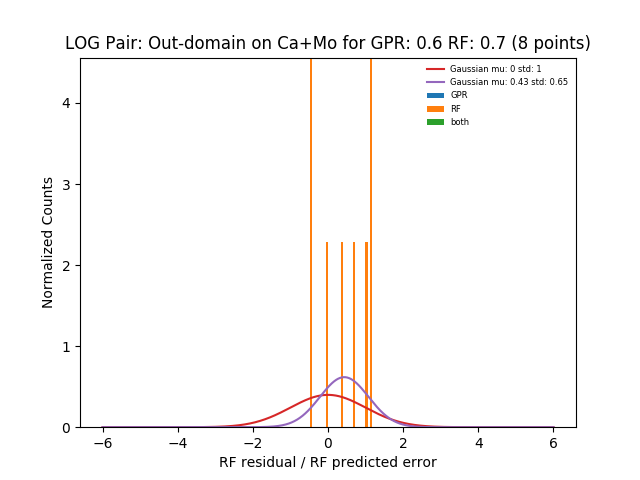 LOG Pair: Out-domain on Ca+Mo for GPR: 0.6 RF: 0.7 (8 points)
Gaussian mu: 0 std: 1
Gaussian mu: 0.43 std: 0.65
GPR
RF
both
Normalized Counts
4
3
2
1
0
−6 −4 −2 0 2 4 6
RF residual / RF predicted error